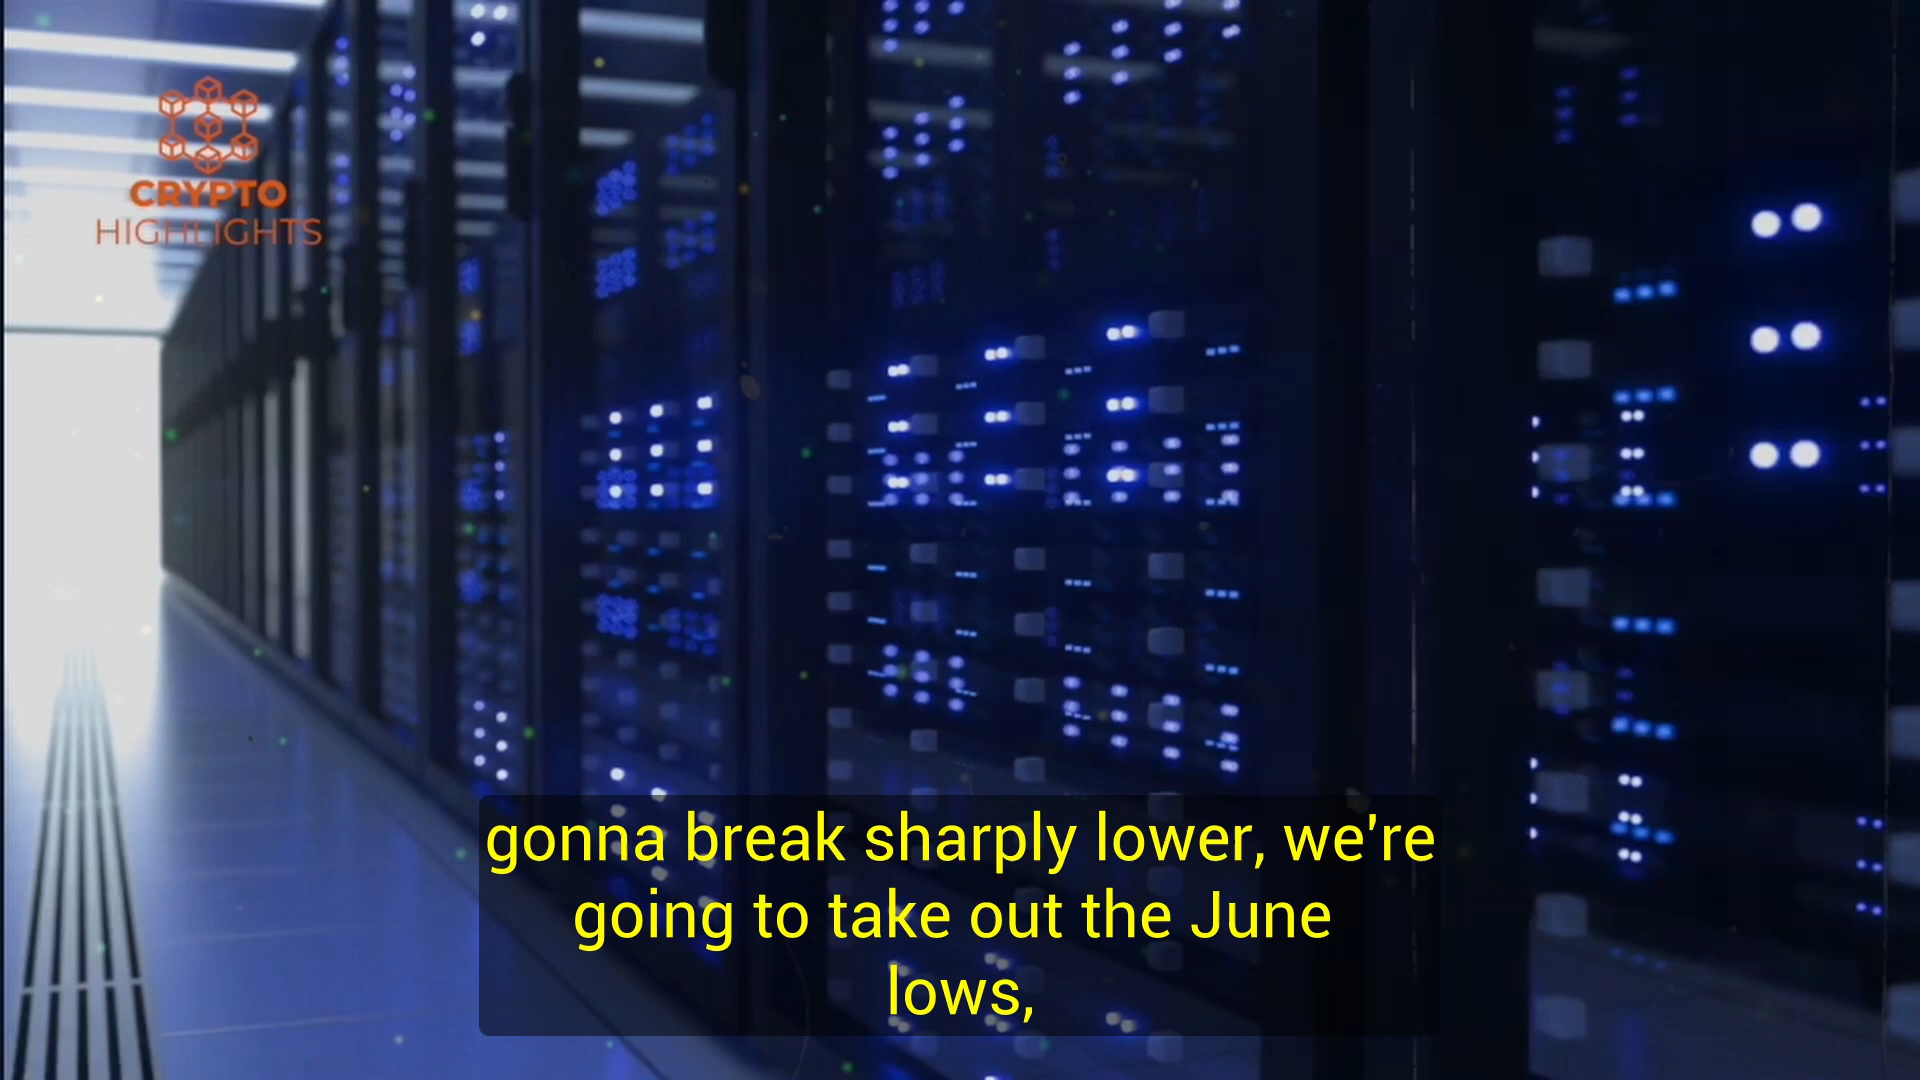 CRYPTO
HIGHLIGHTS
gonna break sharply lower, we're
going to take out the June
lows,